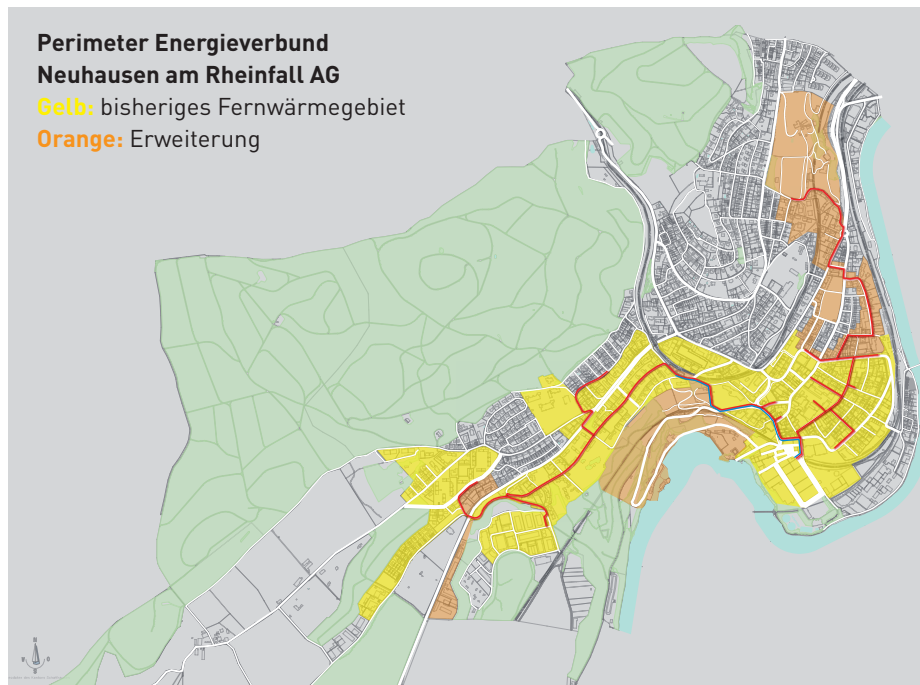 Perimeter Energieverbund
Neuhausen am Rheinfall AG
Gelb: bisheriges Fernwärmegebiet
Orange: Erweiterung
N
W O
S